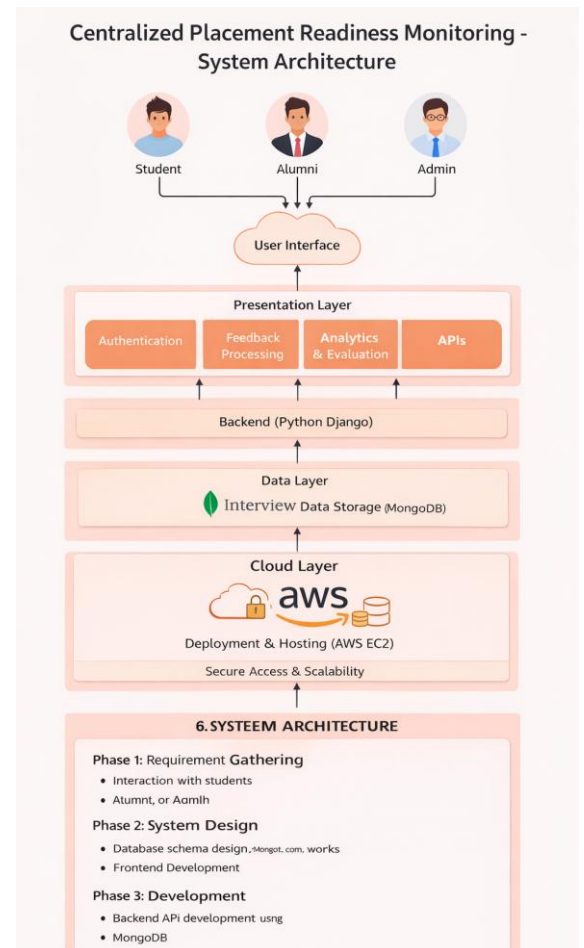 Centralized Placement Readiness Monitoring -
System Architecture
Student
Alumni
Admin
User Interface
Presentation Layer
Authentication
Feedback
Processing
Analytics
& Evaluation
APIs
Backend (Python Django)
Data Layer
Interview Data Storage (MongoDB)
Cloud Layer
aws
Deployment & Hosting (AWS EC2)
Secure Access & Scalability
6. SYSTEEM ARCHITECTURE
Phase 1: Requirement Gathering
• Interaction with students
• Atumnt, or Aamlh
Phase 2: System Design
• Database schema design, Mongot. com, works
• Frontend Development
Phase 3: Development
• Backend APi development usng
• MongoDB